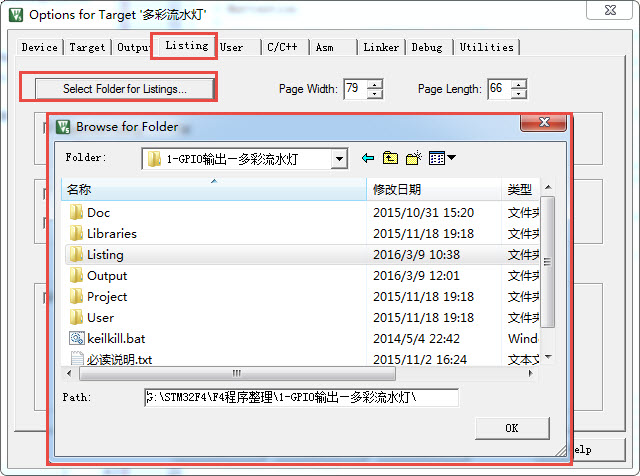 Options for Target '多彩流水灯'
Device Target Output Listing User C/C++ Asm Linker Debug Utilities
Select Folder for Listings... Page Width: 79 Page Length: 66
Browse for Folder
Folder: 1-GPIO输出—多彩流水灯
名称 修改日期 类型
Doc 2015/10/31 15:20 文件夹
Libraries 2015/11/18 19:18 文件夹
Listing 2016/3/9 10:38 文件夹
Output 2016/3/9 12:01 文件夹
Project 2015/11/18 19:18 文件夹
User 2015/11/18 19:18 文件夹
keilkill.bat 2014/5/4 22:42 Wind
必读说明.txt 2015/11/2 16:24 文本文
Path: G:\STM32F4\F4程序整理\1-GPIO输出—多彩流水灯\
OK
elp